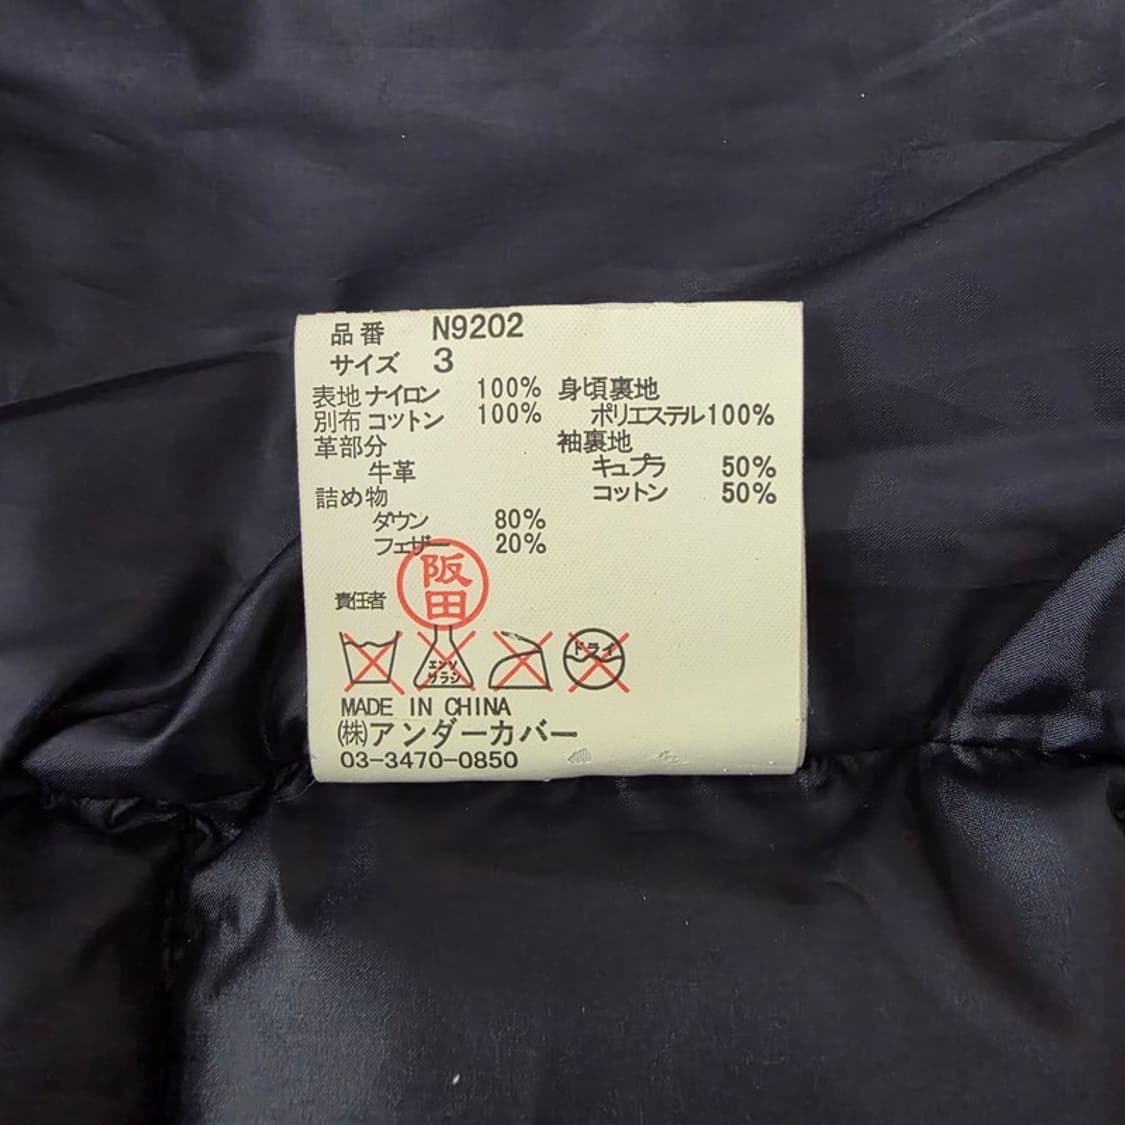 品番 N9202
サイズ 3
表地 ナイロン 100%
別布 コットン 100%
革部分
牛革
詰め物
ダウン 80%
フェザー 20%
身頃裏地
ポリエステル100%
袖裏地
キュプラ 50%
コットン 50%
責任者 阪田
エンソ
サラシ
ドライ
MADE IN CHINA
㈱アンダーカバー
03-3470-0850